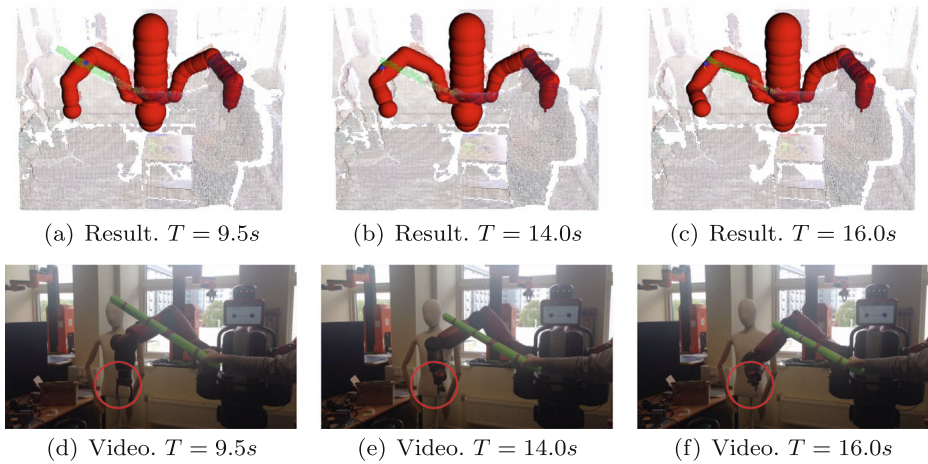 (a) Result. T = 9.5s
(b) Result. T = 14.0s
(c) Result. T = 16.0s
(d) Video. T = 9.5s
(e) Video. T = 14.0s
(f) Video. T = 16.0s